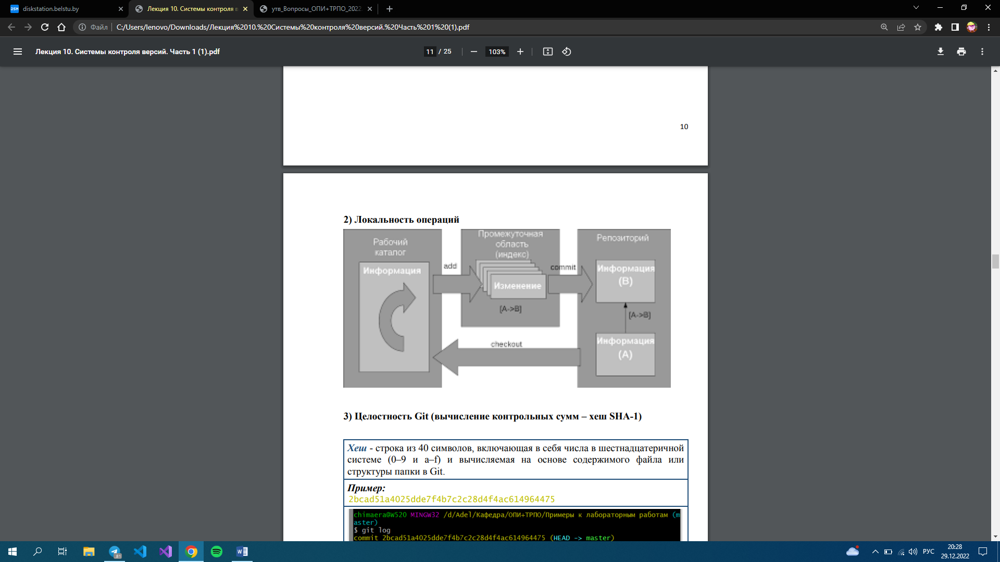 diskstation.belstu.by
Лекция 10. Системы контроля в
утв_Вопросы_ОПИ+ТРПО_2022
Файл
C:/Users/lenovo/Downloads/Лекция%2010.%20Системы%20контроля%20версий.%20Часть%201%20(1).pdf
Лекция 10. Системы контроля версий. Часть 1 (1).pdf
11 / 25
103%
10
2) Локальность операций
Рабочий
каталог
Информация
add
Промежуточная
область
(индекс)
Изменение
[A->B]
commit
Репозиторий
Информация
(B)
[A->B]
Информация
(A)
checkout
3) Целостность Git (вычисление контрольных сумм – хеш SHA-1)
Хеш - строка из 40 символов, включающая в себя числа в шестнадцатеричной
системе (0–9 и a–f) и вычисляемая на основе содержимого файла или
структуры папки в Git.
Пример:
2bcad51a4025dde7f4b7c2c28d4f4ac614964475
chimaera@W520 MINGW32 /d/Adel/Кафедра/ОПИ+ТРПО/Примеры к лабораторным работам (m
aster)
$ git log
commit 2bcad51a4025dde7f4b7c2c28d4f4ac614964475 (HEAD -> master)
81
РУС
20:28
29.12.2022